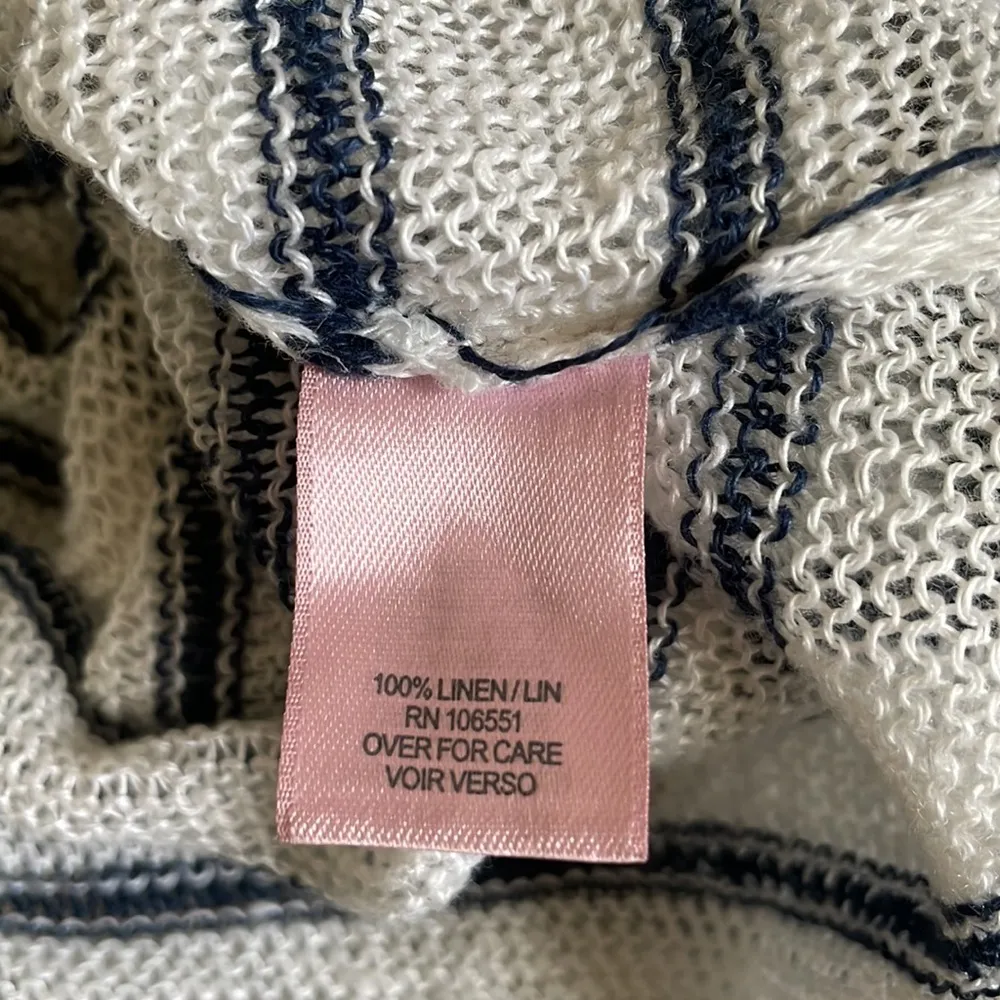 100% LINEN / LIN
RN 106551
OVER FOR CARE
VOIR VERSO